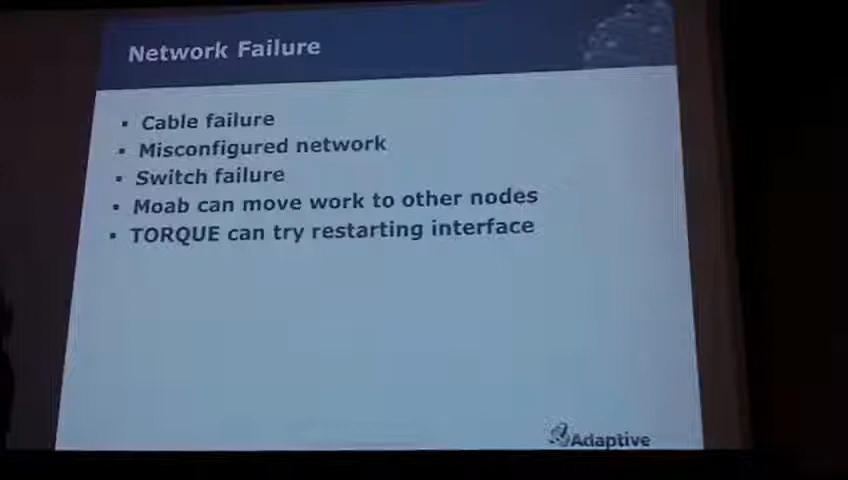 Network Failure
▪ Cable failure
▪ Misconfigured network
▪ Switch failure
▪ Moab can move work to other nodes
▪ TORQUE can try restarting interface
Adaptive